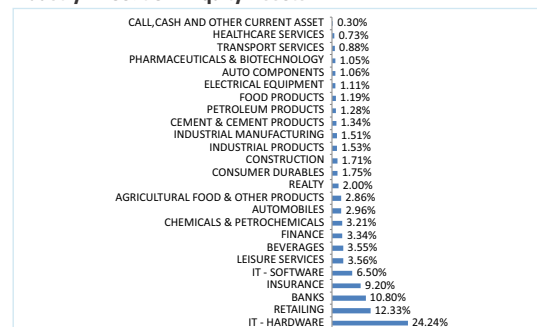 CALL,CASH AND OTHER CURRENT ASSET 0.30%
HEALTHCARE SERVICES 0.73%
TRANSPORT SERVICES 0.88%
PHARMACEUTICALS & BIOTECHNOLOGY 1.05%
AUTO COMPONENTS 1.06%
ELECTRICAL EQUIPMENT 1.11%
FOOD PRODUCTS 1.19%
PETROLEUM PRODUCTS 1.28%
CEMENT & CEMENT PRODUCTS 1.34%
INDUSTRIAL MANUFACTURING 1.51%
INDUSTRIAL PRODUCTS 1.53%
CONSTRUCTION 1.71%
CONSUMER DURABLES 1.75%
REALTY 2.00%
AGRICULTURAL FOOD & OTHER PRODUCTS 2.86%
AUTOMOBILES 2.96%
CHEMICALS & PETROCHEMICALS 3.21%
FINANCE 3.34%
BEVERAGES 3.55%
LEISURE SERVICES 3.56%
IT - SOFTWARE 6.50%
INSURANCE 9.20%
BANKS 10.80%
RETAILING 12.33%
IT - HARDWARE 24.24%